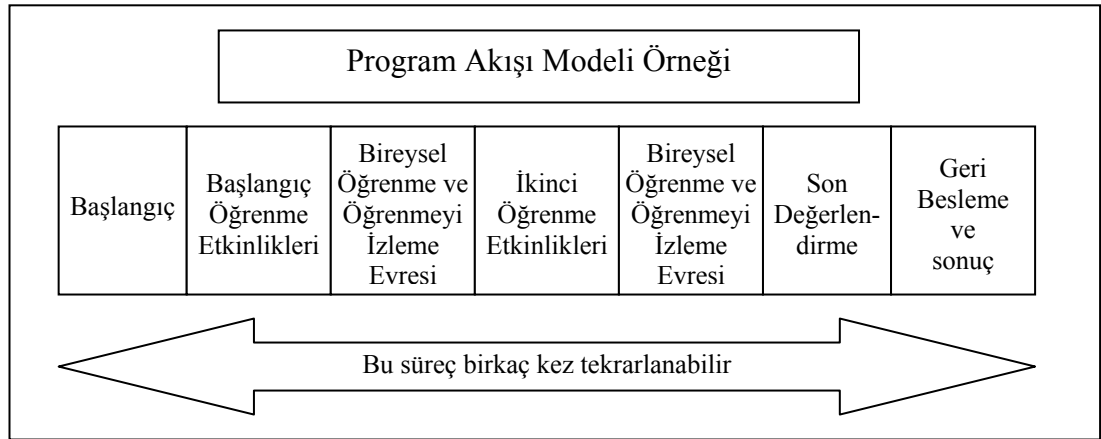 Program Akışı Modeli Örneği
Başlangıç
Başlangıç
Öğrenme
Etkinlikleri
Bireysel
Öğrenme ve
Öğrenmeyi
İzleme
Evresi
İkinci
Öğrenme
Etkinlikleri
Bireysel
Öğrenme ve
Öğrenmeyi
İzleme
Evresi
Son
Değerlen-
dirme
Geri
Besleme
ve
sonuç
Bu süreç birkaç kez tekrarlanabilir